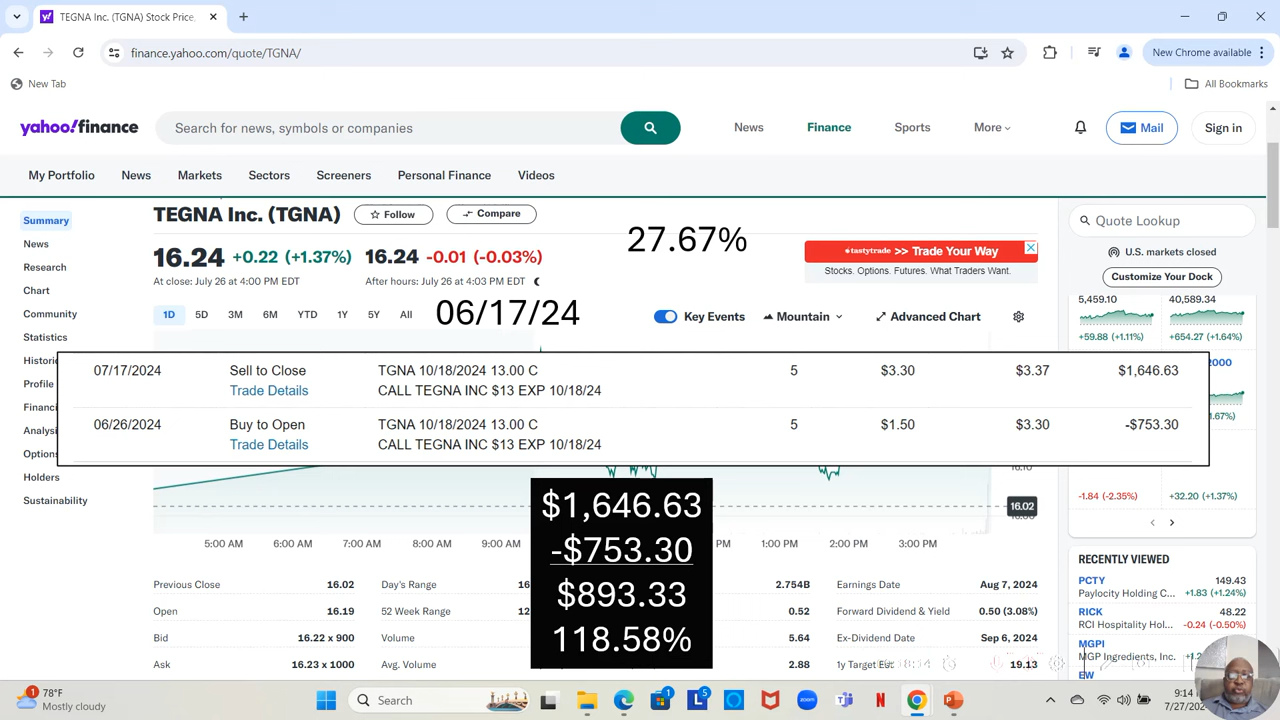 TEGNA Inc. (TGNA) Stock Price
finance.yahoo.com/quote/TGNA/
New Chrome available
New Tab
All Bookmarks
yahoo!finance
Search for news, symbols or companies
News
Finance
Sports
More
Mail
Sign in
My Portfolio
News
Markets
Sectors
Screeners
Personal Finance
Videos
Summary
News
Research
Chart
Community
Statistics
Profile
Holders
Sustainability
TEGNA Inc. (TGNA)
Follow
Compare
16.24 +0.22 (+1.37%)
16.24 -0.01 (-0.03%)
At close: July 26 at 4:00 PM EDT
After hours: July 26 at 4:03 PM EDT
27.67%
06/17/24
tastytrade >> Trade Your Way
Stocks. Options. Futures. What Traders Want.
1D 5D 3M 6M YTD 1Y 5Y All
Key Events
Mountain
Advanced Chart
Quote Lookup
U.S. markets closed
Customize Your Dock
5,459.10
40,589.34
+59.88 (+1.11%)
+654.27 (+1.64%)
07/17/2024 Sell to Close TGNA 10/18/2024 13.00 C 5 $3.30 $3.37 $1,646.63
Trade Details CALL TEGNA INC $13 EXP 10/18/24
06/26/2024 Buy to Open TGNA 10/18/2024 13.00 C 5 $1.50 $3.30 -$753.30
Trade Details CALL TEGNA INC $13 EXP 10/18/24
16.02
-1.84 (-2.35%)
+32.20 (+1.37%)
$1,646.63
-$753.30
$893.33
118.58%
5:00 AM 6:00 AM 7:00 AM 8:00 AM 9:00 AM PM 1:00 PM 2:00 PM 3:00 PM
Previous Close 16.02 Day's Range 2.754B Earnings Date Aug 7, 2024
Open 16.19 52 Week Range 0.52 Forward Dividend & Yield 0.50 (3.08%)
Bid 16.22 x 900 Volume 5.64 Ex-Dividend Date Sep 6, 2024
Ask 16.23 x 1000 Avg. Volume 2.88 1y Target Est 19.13
RECENTLY VIEWED
PCTY 149.43
Paylocity Holding C... +1.83 (+1.24%)
RICK 48.22
RCI Hospitality Hol... -0.24 (-0.50%)
MGPI
MGP Ingredients, Inc.
EW
78°F
Mostly cloudy
Search
9:14